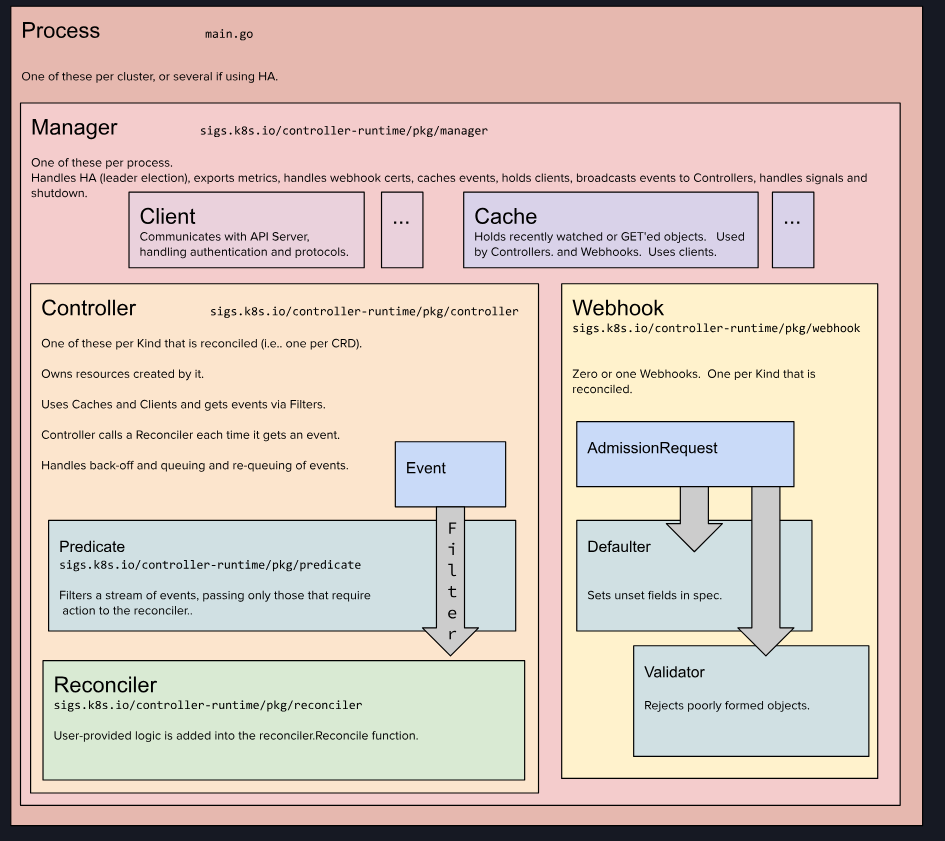 Process
main.go
One of these per cluster, or several if using HA.
Manager
sigs.k8s.io/controller-runtime/pkg/manager
One of these per process.
Handles HA (leader election), exports metrics, handles webhook certs, caches events, holds clients, broadcasts events to Controllers, handles signals and
shutdown.
Client
Communicates with API Server,
handling authentication and protocols.
...
Cache
Holds recently watched or GET'ed objects.   Used
by Controllers. and Webhooks.  Uses clients.
...
Controller
sigs.k8s.io/controller-runtime/pkg/controller
One of these per Kind that is reconciled (i.e.. one per CRD).
Owns resources created by it.
Uses Caches and Clients and gets events via Filters.
Controller calls a Reconciler each time it gets an event.
Handles back-off and queuing and re-queuing of events.
Event
Filter
Predicate
sigs.k8s.io/controller-runtime/pkg/predicate
Filters a stream of events, passing only those that require
action to the reconciler..
Reconciler
sigs.k8s.io/controller-runtime/pkg/reconciler
User-provided logic is added into the reconciler.Reconcile function.
Webhook
sigs.k8s.io/controller-runtime/pkg/webhook
Zero or one Webhooks.  One per Kind that is
reconciled.
AdmissionRequest
Defaulter
Sets unset fields in spec.
Validator
Rejects poorly formed objects.